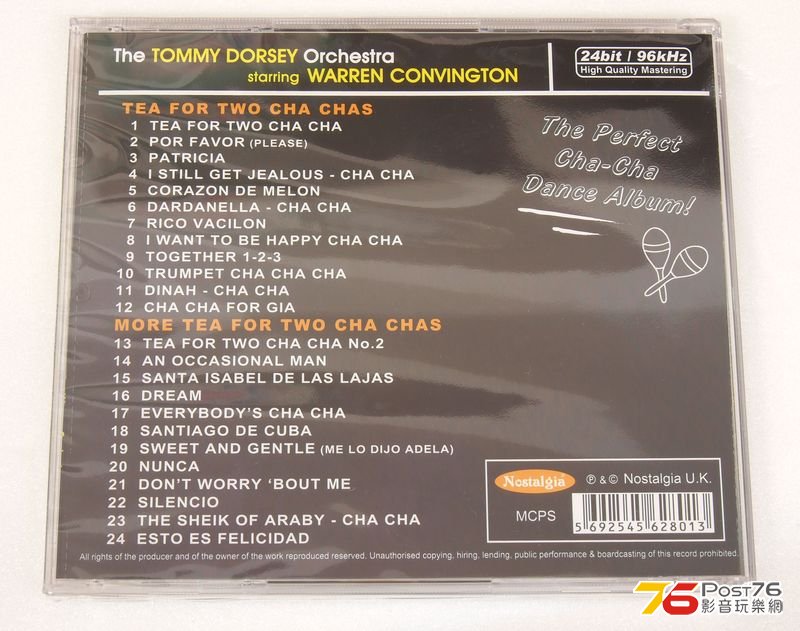 The TOMMY DORSEY Orchestra
starring WARREN CONVINGTON
24bit / 96kHz
High Quality Mastering
TEA FOR TWO CHA CHAS
1 TEA FOR TWO CHA CHA
2 POR FAVOR (PLEASE)
3 PATRICIA
4 I STILL GET JEALOUS - CHA CHA
5 CORAZON DE MELON
6 DARDANELLA - CHA CHA
7 RICO VACILON
8 I WANT TO BE HAPPY CHA CHA
9 TOGETHER 1-2-3
10 TRUMPET CHA CHA CHA
11 DINAH - CHA CHA
12 CHA CHA FOR GIA
The Perfect
Cha-Cha
Dance Album!
MORE TEA FOR TWO CHA CHAS
13 TEA FOR TWO CHA CHA No.2
14 AN OCCASIONAL MAN
15 SANTA ISABEL DE LAS LAJAS
16 DREAM
17 EVERYBODY'S CHA CHA
18 SANTIAGO DE CUBA
19 SWEET AND GENTLE (ME LO DIJO ADELA)
20 NUNCA
21 DON'T WORRY ‘BOUT ME
22 SILENCIO
23 THE SHEIK OF ARABY - CHA CHA
24 ESTO ES FELICIDAD
Nostalgia
℗ & © Nostalgia U.K.
MCPS
5 692545 628013
All rights of the producer and of the owner of the work reproduced reserved. Unauthorised copying, hiring, lending, public performance & boardcasting of this record prohibited.
76 Post76
影音玩樂網